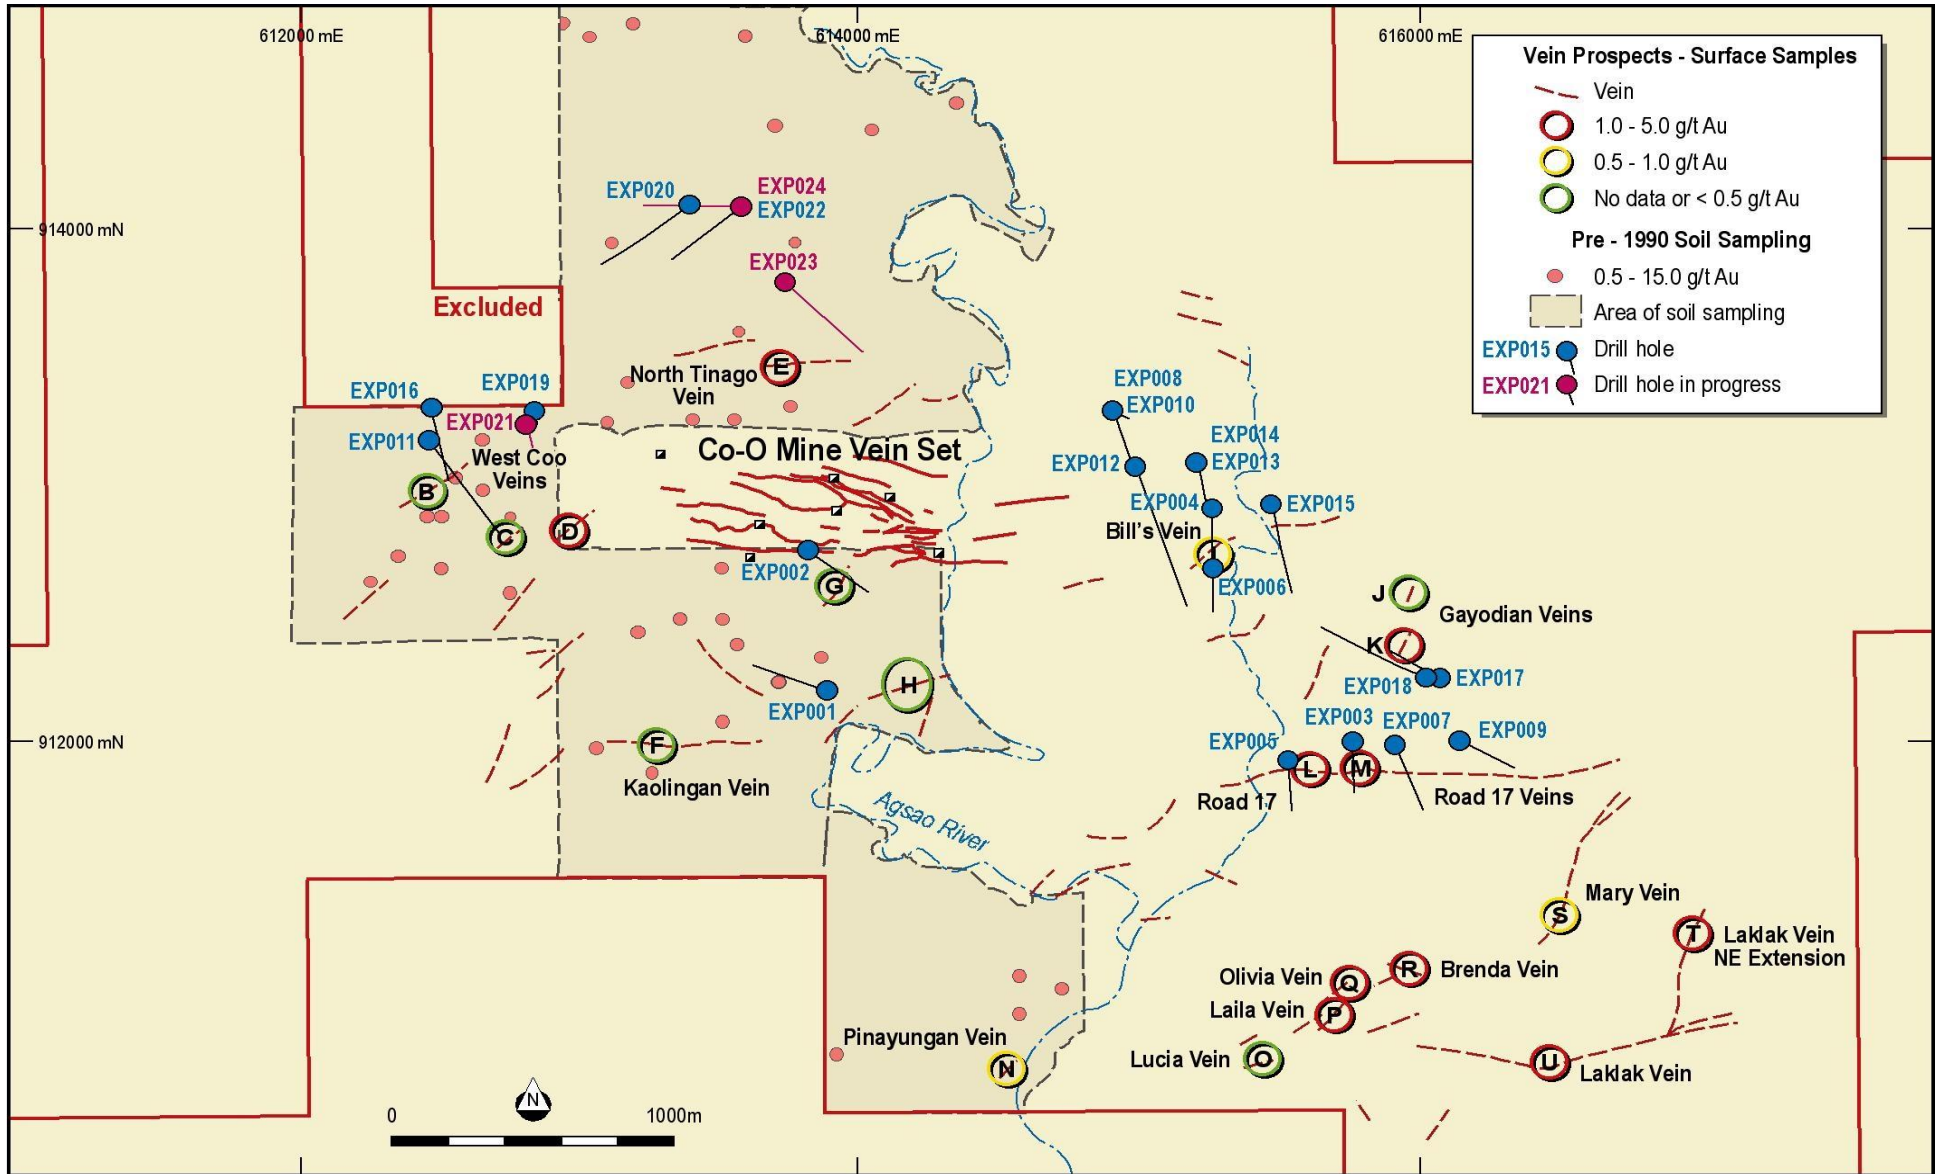 612000 mE
614000 mE
616000 mE
Vein Prospects - Surface Samples
Vein
1.0 - 5.0 g/t Au
0.5 - 1.0 g/t Au
No data or < 0.5 g/t Au
Pre - 1990 Soil Sampling
0.5 - 15.0 g/t Au
Area of soil sampling
EXP015
Drill hole
EXP021
Drill hole in progress
914000 mN
EXP020
EXP024
EXP022
EXP023
Excluded
North Tinago
Vein
E
EXP016
EXP019
EXP021
EXP011
West Coo
Veins
B
C
D
Co-O Mine Vein Set
EXP002
G
EXP008
EXP010
EXP012
EXP014
EXP013
EXP004
EXP015
Bill's Vein
EXP006
J
Gayodian Veins
K
EXP018
EXP017
H
EXP001
912000 mN
F
Kaolingan Vein
EXP003
EXP007
EXP009
EXP005
L
M
Road 17
Road 17 Veins
Agsao River
Mary Vein
S
T
Laklak Vein
NE Extension
Olivia Vein
Q
R
Brenda Vein
Laila Vein
P
Pinayungan Vein
N
Lucia Vein
O
U
Laklak Vein
N
0
1000m